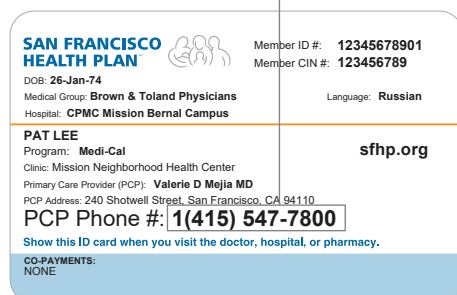 SAN FRANCISCO
HEALTH PLAN
Member ID #: 12345678901
Member CIN #: 123456789
DOB: 26-Jan-74
Medical Group: Brown & Toland Physicians Language: Russian
Hospital: CPMC Mission Bernal Campus
PAT LEE
Program: Medi-Cal sfhp.org
Clinic: Mission Neighborhood Health Center
Primary Care Provider (PCP): Valerie D Mejia MD
PCP Address: 240 Shotwell Street, San Francisco, CA 94110
PCP Phone #: 1(415) 547-7800
Show this ID card when you visit the doctor, hospital, or pharmacy.
CO-PAYMENTS:
NONE